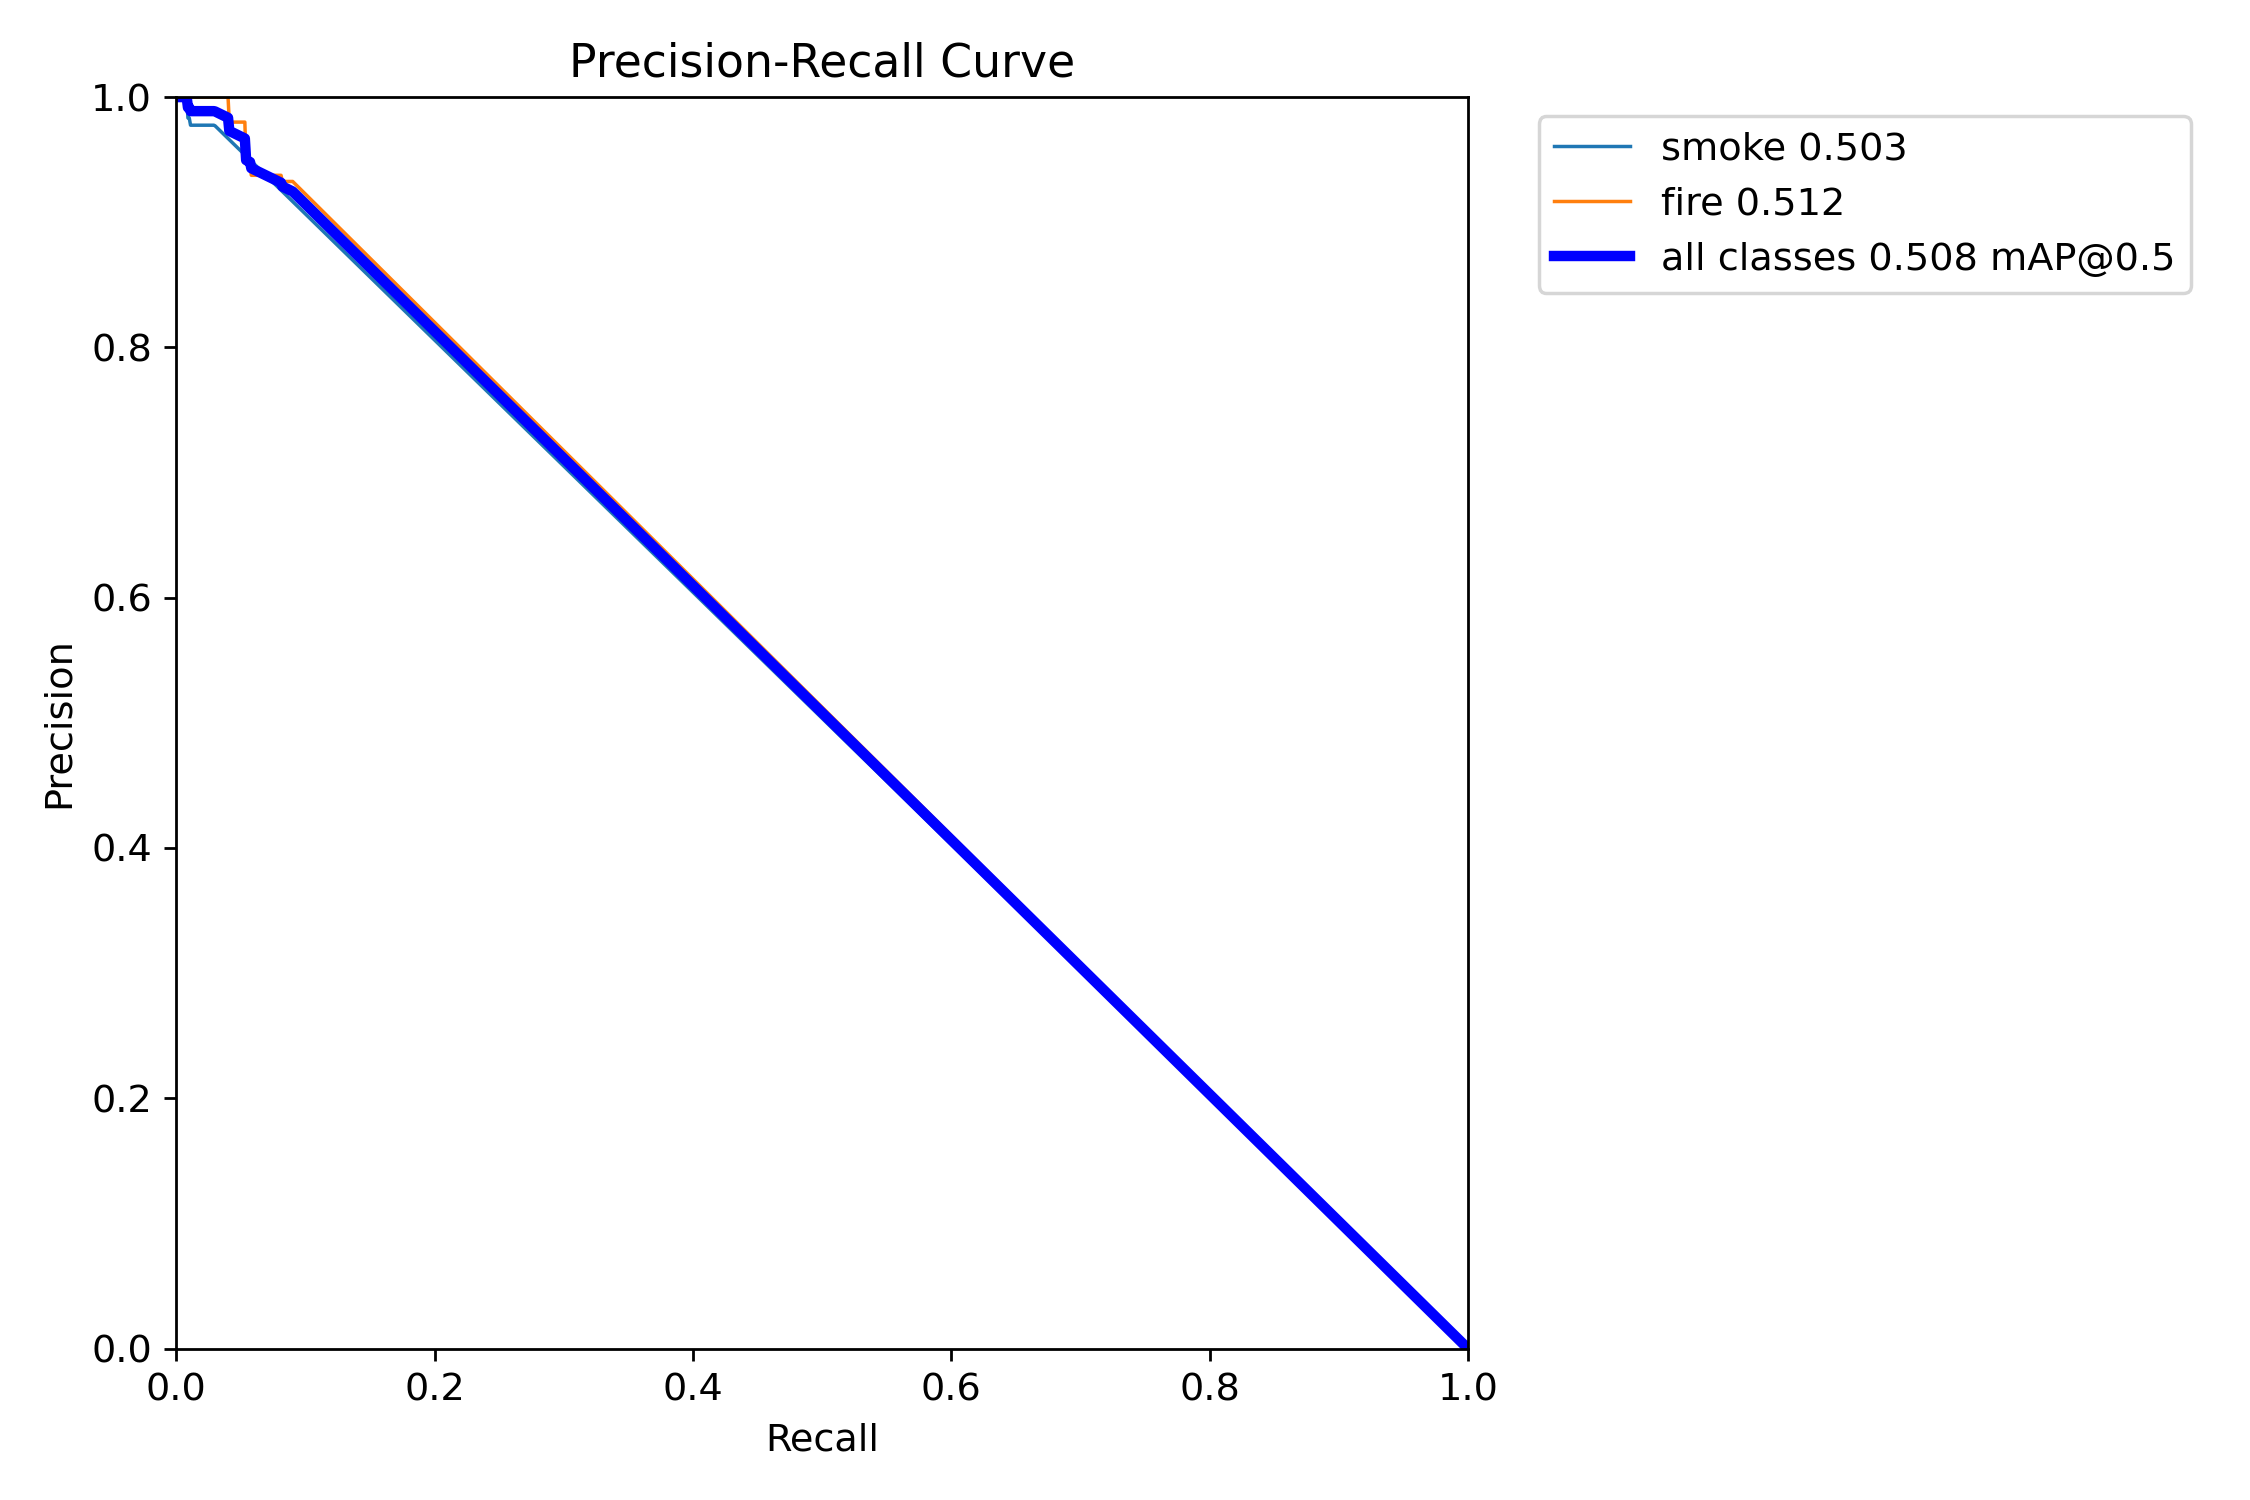 Precision-Recall Curve
1.0
0.8
0.6
0.4
0.2
0.0
Precision
0.0 0.2 0.4 0.6 0.8 1.0
Recall
smoke 0.503
fire 0.512
all classes 0.508 mAP@0.5